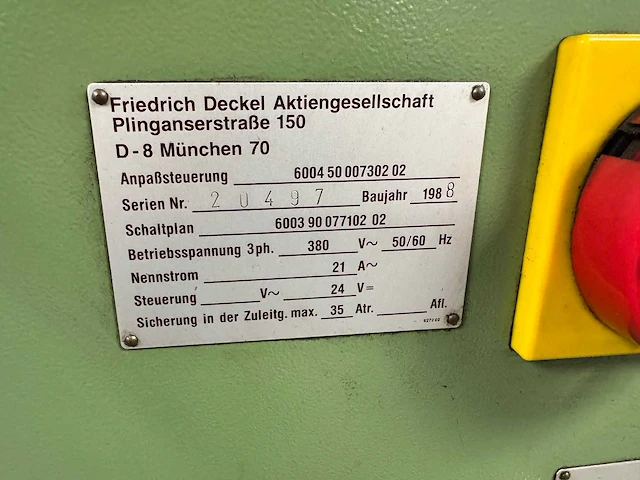 Friedrich Deckel Aktiengesellschaft
Plinganserstraße 150
D-8 München 70
Anpaßsteuerung 6004 50 007302 02
Serien Nr. 20497 Baujahr 1988
Schaltplan 6003 90 077102 02
Betriebsspannung 3 ph. 380 V~ 50/60 Hz
Nennstrom 21 A~
Steuerung V~ 24 V=
Sicherung in der Zuleitg. max. 35 Atr. Afl.